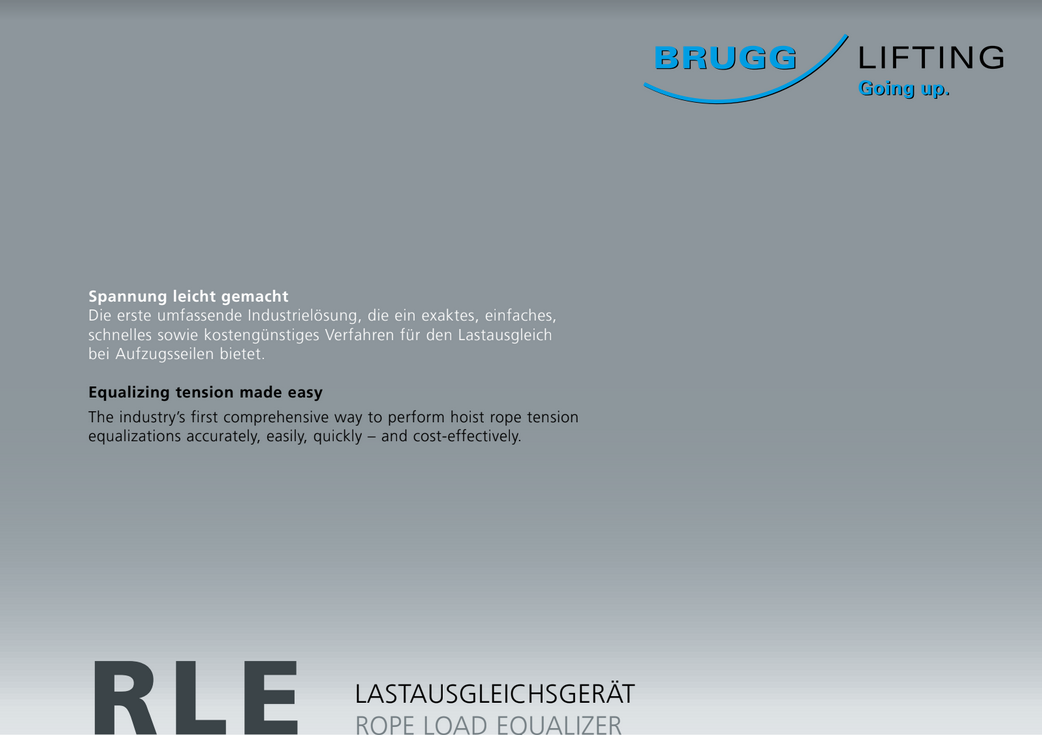 BRUGG LIFTING
Going up.
Spannung leicht gemacht
Die erste umfassende Industrielösung, die ein exaktes, einfaches,
schnelles sowie kostengünstiges Verfahren für den Lastausgleich
bei Aufzugsseilen bietet.
Equalizing tension made easy
The industry’s first comprehensive way to perform hoist rope tension
equalizations accurately, easily, quickly – and cost-effectively.
RLE
LASTAUSGLEICHSGERÄT
ROPE LOAD EQUALIZER